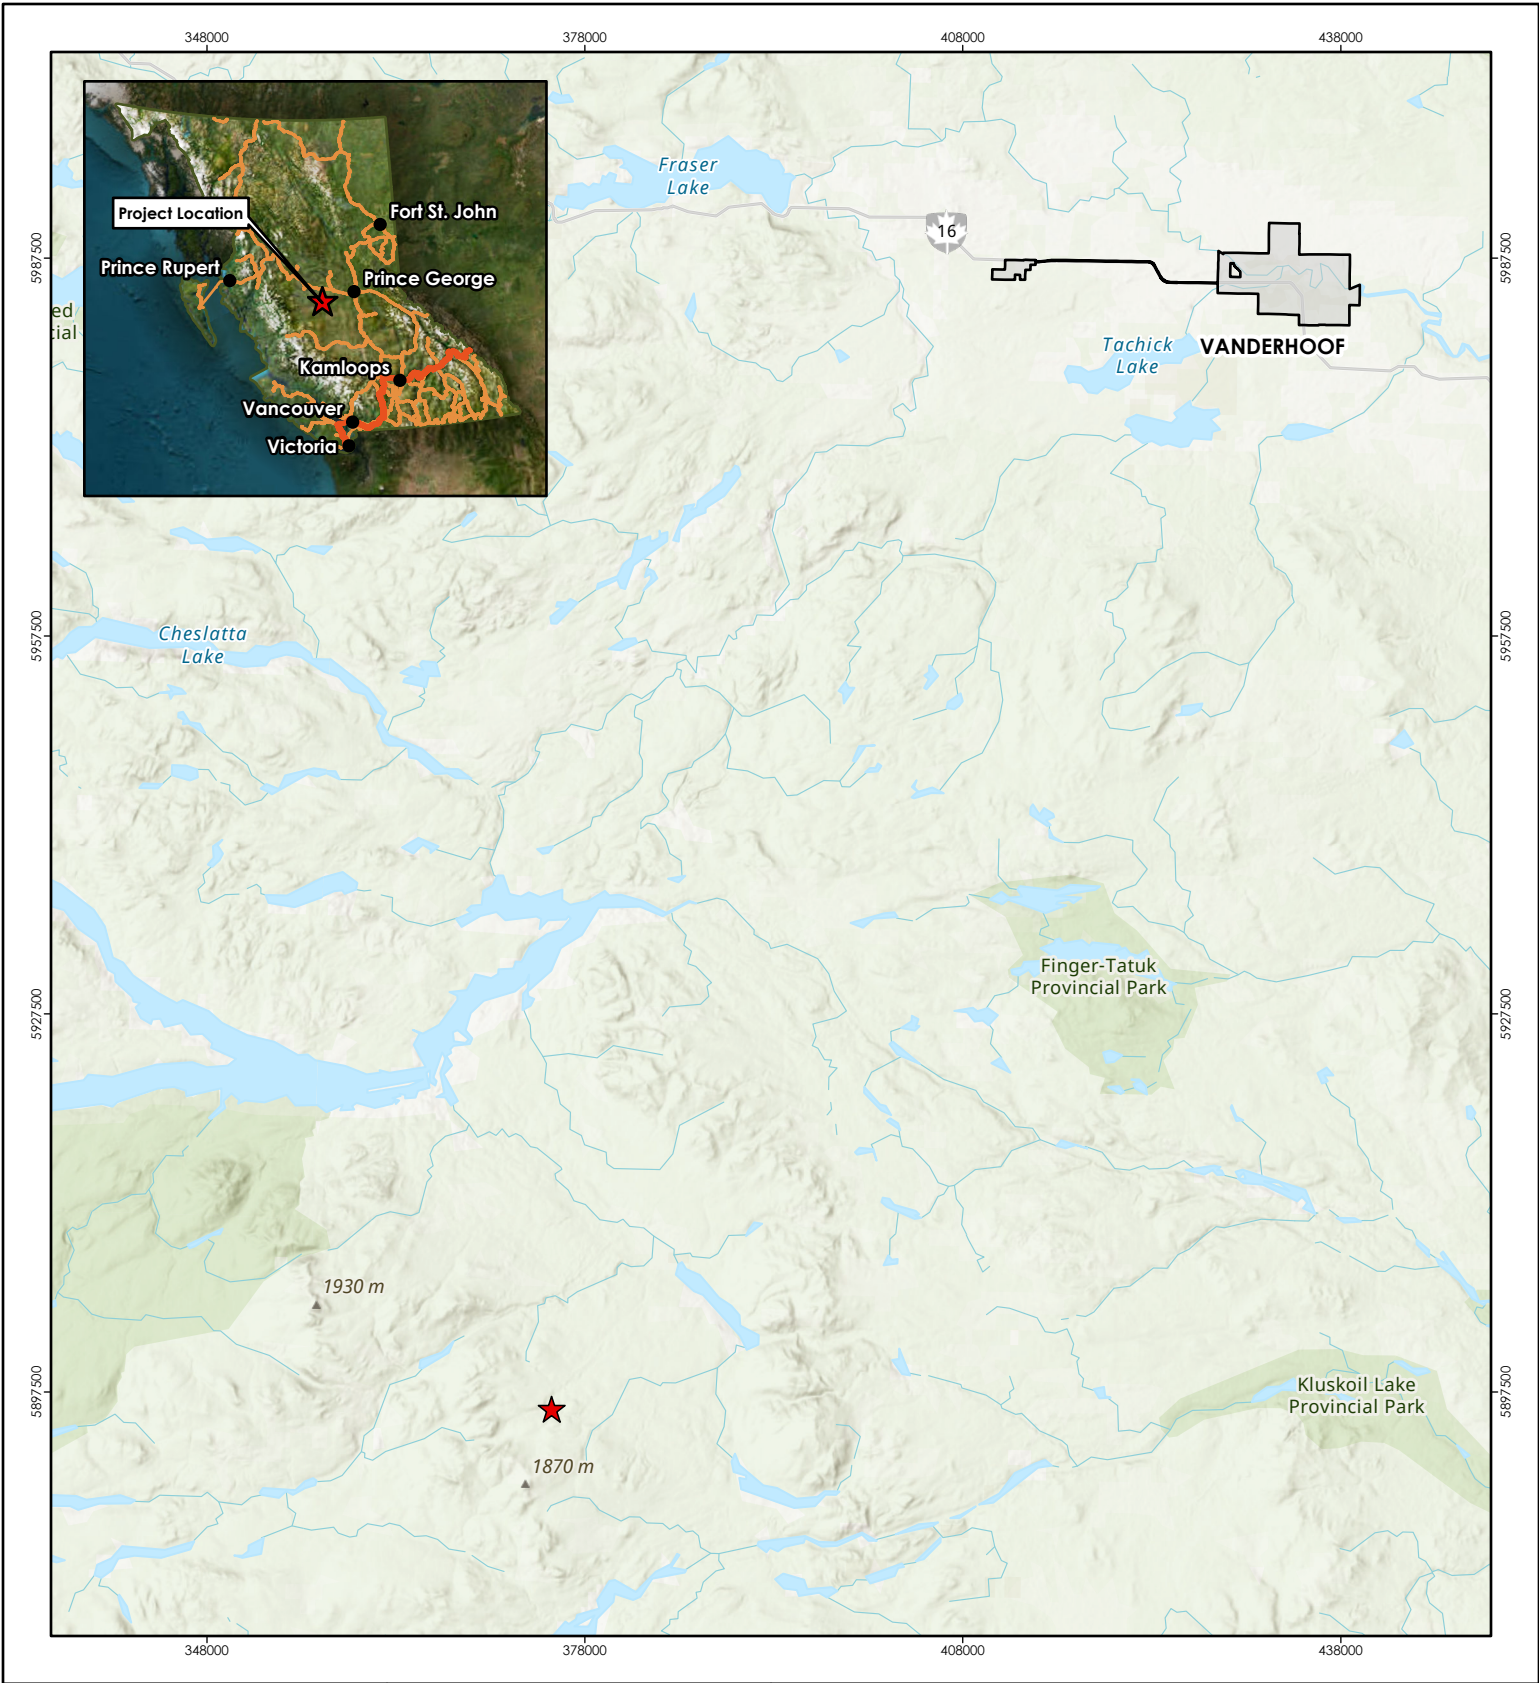 348000
378000
408000
438000
Fraser
Lake
16
Project Location
Fort St. John
Prince Rupert
Prince George
Kamloops
Vancouver
Victoria
5987500
5987500
ed
cial
Tachick
Lake
VANDERHOOF
5957500
Cheslatta
Lake
5957500
Finger-Tatuk
Provincial Park
5927500
5927500
1930 m
5897500
Kluskoil Lake
Provincial Park
5897500
1870 m
348000
378000
408000
438000